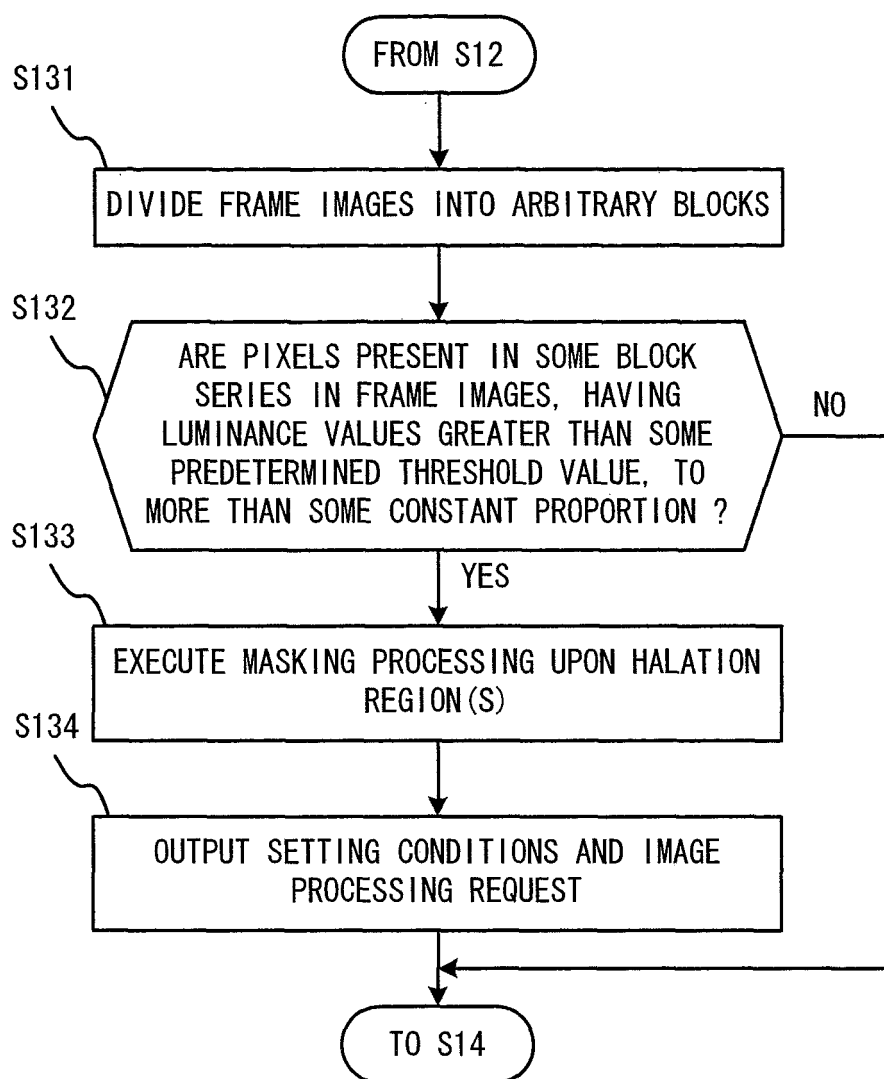 FROM S12
S131
DIVIDE FRAME IMAGES INTO ARBITRARY BLOCKS
S132
ARE PIXELS PRESENT IN SOME BLOCK
SERIES IN FRAME IMAGES, HAVING
LUMINANCE VALUES GREATER THAN SOME
PREDETERMINED THRESHOLD VALUE, TO
MORE THAN SOME CONSTANT PROPORTION ?
NO
YES
S133
EXECUTE MASKING PROCESSING UPON HALATION
REGION(S)
S134
OUTPUT SETTING CONDITIONS AND IMAGE
PROCESSING REQUEST
TO S14